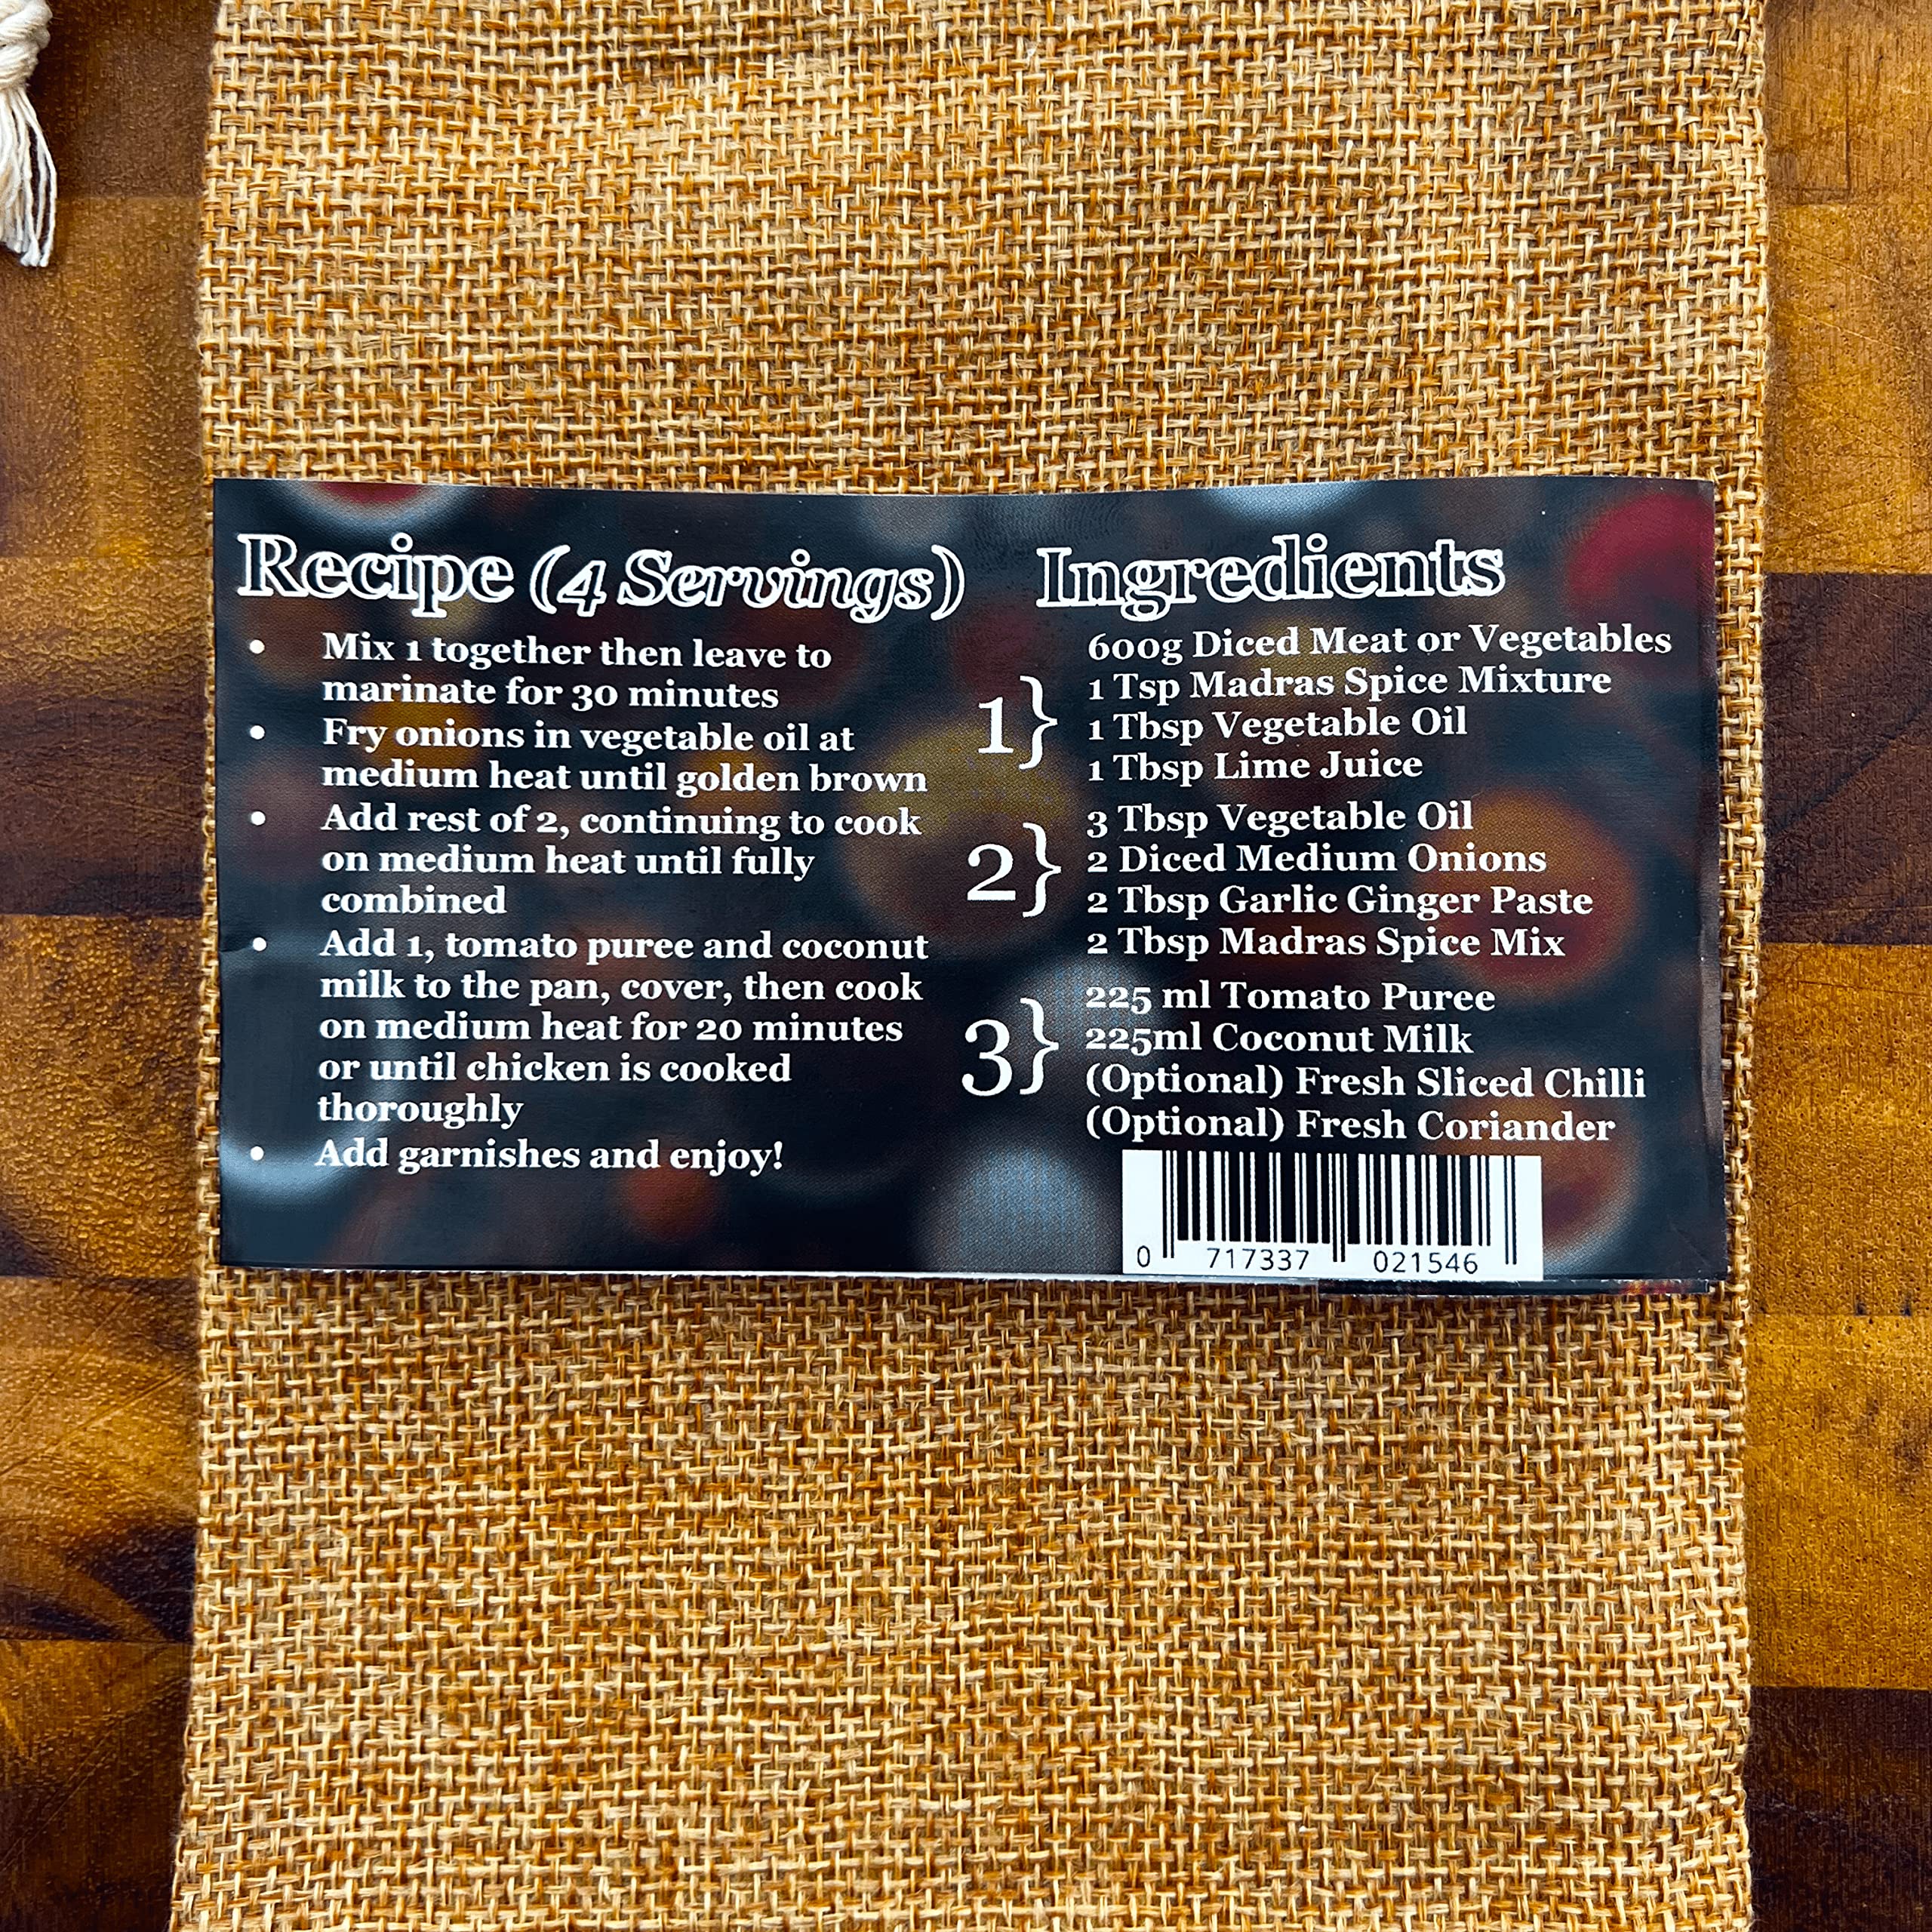 Recipe (4 Servings)
• Mix 1 together then leave to
marinate for 30 minutes
• Fry onions in vegetable oil at
medium heat until golden brown
• Add rest of 2, continuing to cook
on medium heat until fully
combined
• Add 1, tomato puree and coconut
milk to the pan, cover, then cook
on medium heat for 20 minutes
or until chicken is cooked
thoroughly
• Add garnishes and enjoy!
Ingredients
1}
600g Diced Meat or Vegetables
1 Tsp Madras Spice Mixture
1 Tbsp Vegetable Oil
1 Tbsp Lime Juice
2}
3 Tbsp Vegetable Oil
2 Diced Medium Onions
2 Tbsp Garlic Ginger Paste
2 Tbsp Madras Spice Mix
3}
225 ml Tomato Puree
225ml Coconut Milk
(Optional) Fresh Sliced Chilli
(Optional) Fresh Coriander
0 717337 021546